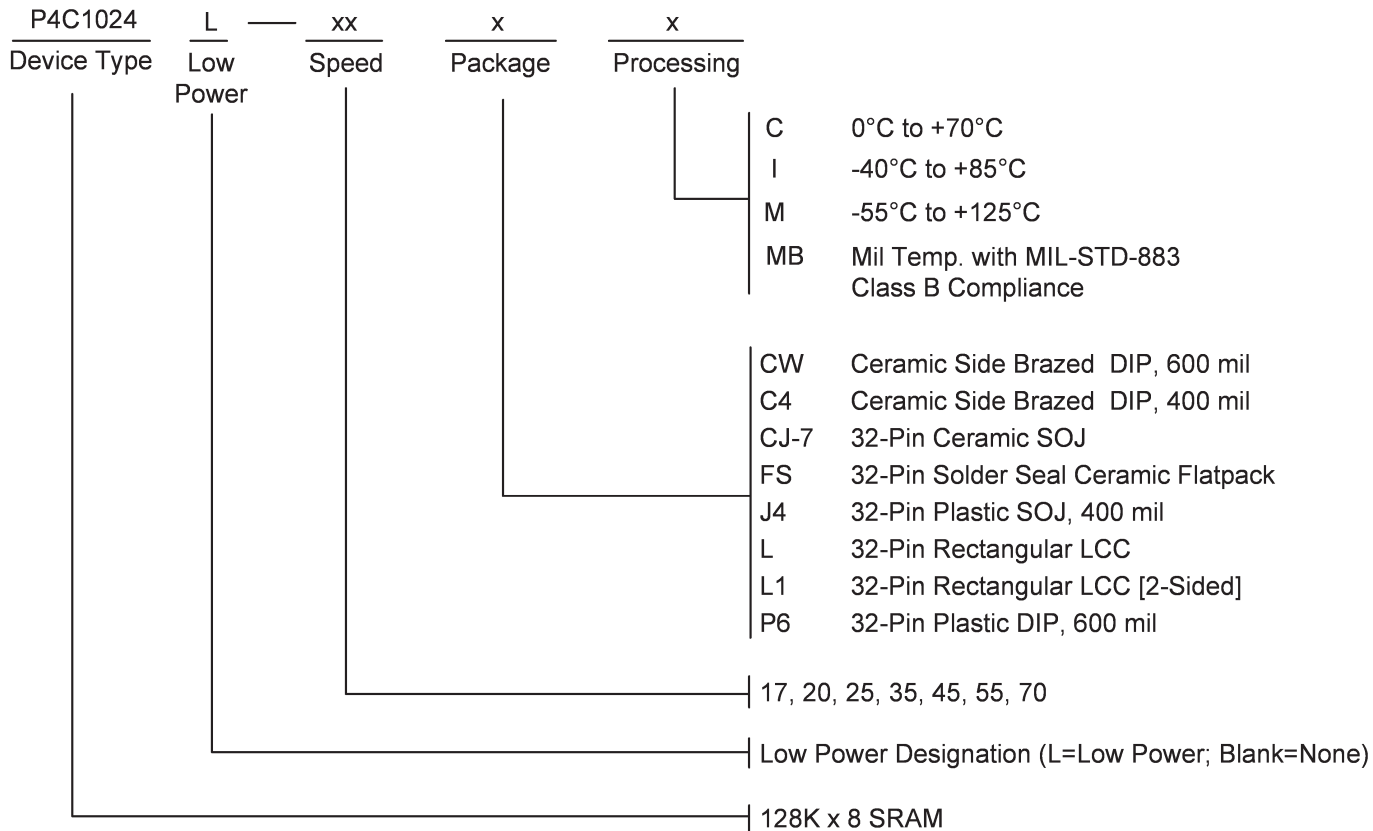 P4C1024 L — xx x x
Device Type Low Power Speed Package Processing
C 0°C to +70°C
I -40°C to +85°C
M -55°C to +125°C
MB Mil Temp. with MIL-STD-883
Class B Compliance
CW Ceramic Side Brazed DIP, 600 mil
C4 Ceramic Side Brazed DIP, 400 mil
CJ-7 32-Pin Ceramic SOJ
FS 32-Pin Solder Seal Ceramic Flatpack
J4 32-Pin Plastic SOJ, 400 mil
L 32-Pin Rectangular LCC
L1 32-Pin Rectangular LCC [2-Sided]
P6 32-Pin Plastic DIP, 600 mil
17, 20, 25, 35, 45, 55, 70
Low Power Designation (L=Low Power; Blank=None)
128K x 8 SRAM